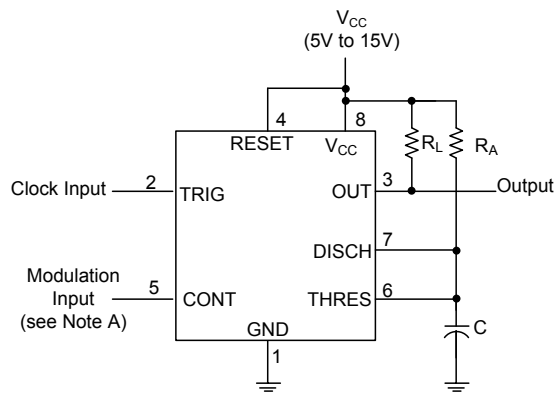 VCC
(5V to 15V)
4
8
RESET
VCC
RL
RA
Clock Input
2
TRIG
OUT
3
Output
DISCH
7
Modulation
Input
(see Note A)
5
CONT
THRES
6
GND
C
1